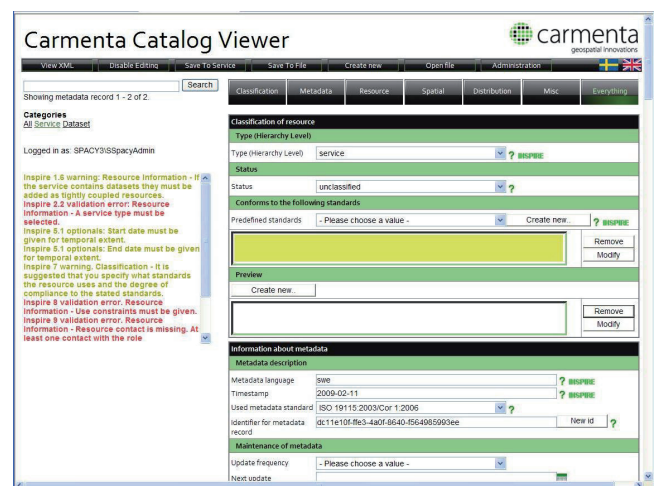 Carmenta Catalog Viewer
carmenta
geospatial innovations
View XML Disable Editing Save To Service Save To File Create new Open file Administration
Search
Showing metadata record 1 - 2 of 2.
Categories
All Service Dataset
Logged in as: SPACY3\SSpacyAdmin
Inspire 1.6 warning: Resource Information - If
the service contains datasets they must be
added as tightly coupled resources.
Inspire 2.2 validation error: Resource
Information - A service type must be
selected.
Inspire 5.1 optionals: Start date must be
given for temporal extent.
Inspire 5.1 optionals: End date must be given
for temporal extent.
Inspire 7 warning. Classification - It is
suggested that you specify what standards
the resource uses and the degree of
compliance to the stated standards.
Inspire 8 validation error. Resource
Information - Use constraints must be given.
Inspire 9 validation error. Resource
Information - Resource contact is missing. At
least one contact with the role
Classification Metadata Resource Spatial Distribution Misc Everything
Classification of resource
Type (Hierarchy Level)
Type (Hierarchy Level) service ? INSPIRE
Status
Status unclassified ?
Conforms to the following standards
Predefined standards - Please choose a value - Create new.. ? INSPIRE
Remove
Modify
Preview
Create new..
Remove
Modify
Information about metadata
Metadata description
Metadata language swe ? INSPIRE
Timestamp 2009-02-11 ? INSPIRE
Used metadata standard ISO 19115:2003/Cor 1:2006 ?
Identifier for metadata record dc11e10f-ffe3-4a0f-8640-f564985993ee New id ?
Maintenance of metadata
Update frequency - Please choose a value -
Next update